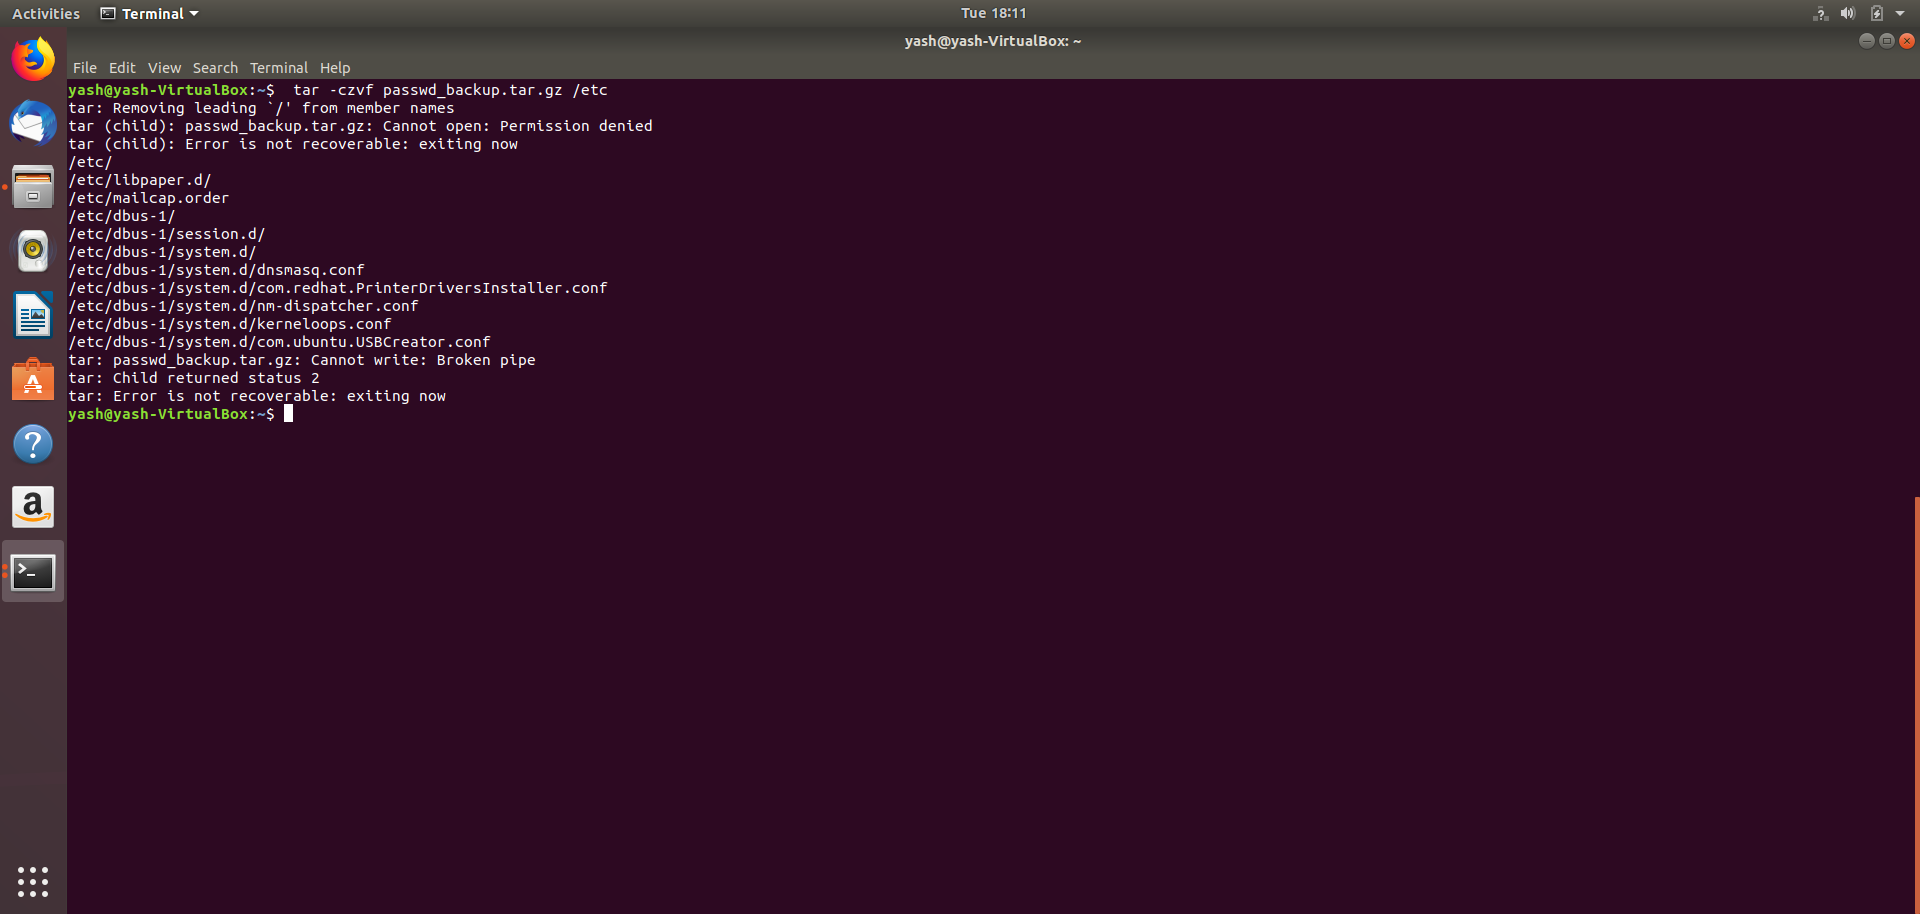 Activities Terminal Tue 18:11
yash@yash-VirtualBox: ~
File Edit View Search Terminal Help
yash@yash-VirtualBox:~$  tar -czvf passwd_backup.tar.gz /etc
tar: Removing leading `/' from member names
tar (child): passwd_backup.tar.gz: Cannot open: Permission denied
tar (child): Error is not recoverable: exiting now
/etc/
/etc/libpaper.d/
/etc/mailcap.order
/etc/dbus-1/
/etc/dbus-1/session.d/
/etc/dbus-1/system.d/
/etc/dbus-1/system.d/dnsmasq.conf
/etc/dbus-1/system.d/com.redhat.PrinterDriversInstaller.conf
/etc/dbus-1/system.d/nm-dispatcher.conf
/etc/dbus-1/system.d/kerneloops.conf
/etc/dbus-1/system.d/com.ubuntu.USBCreator.conf
tar: passwd_backup.tar.gz: Cannot write: Broken pipe
tar: Child returned status 2
tar: Error is not recoverable: exiting now
yash@yash-VirtualBox:~$